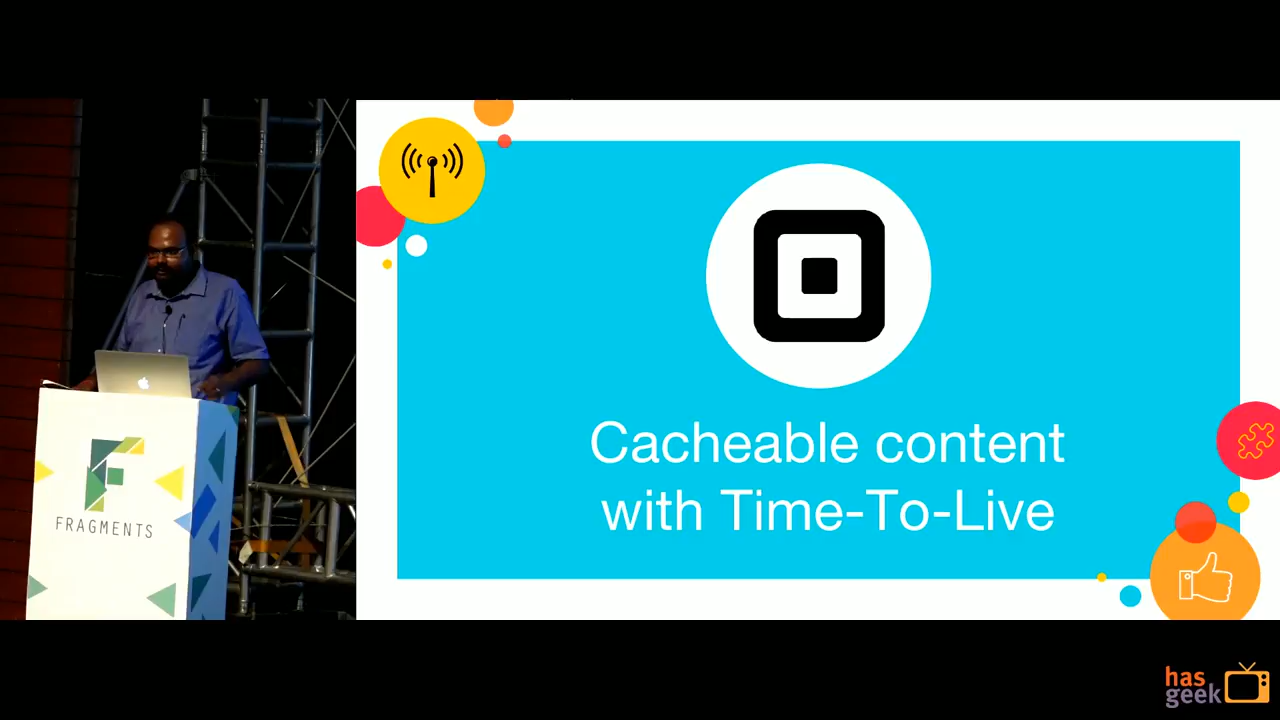 Cacheable content
with Time-To-Live
FRAGMENTS
has
geek